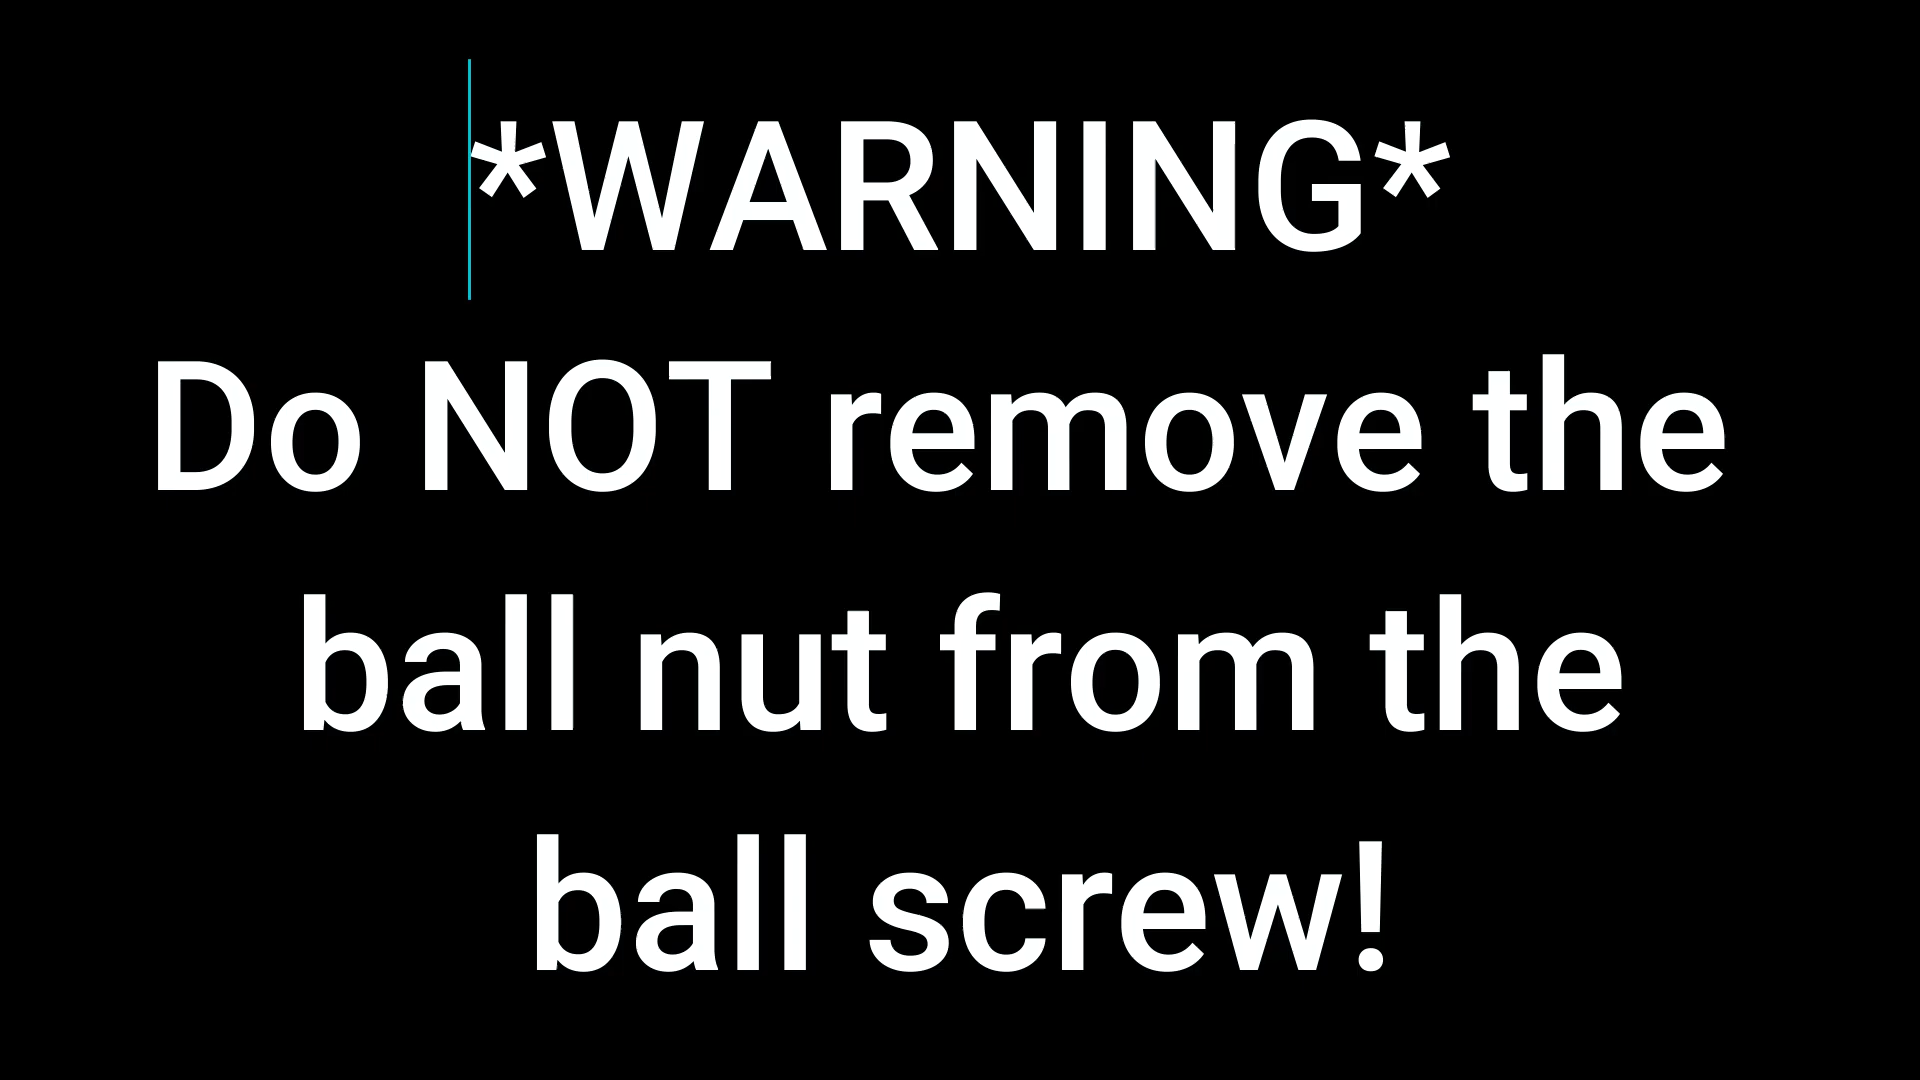 *WARNING*
Do NOT remove the
ball nut from the
ball screw!